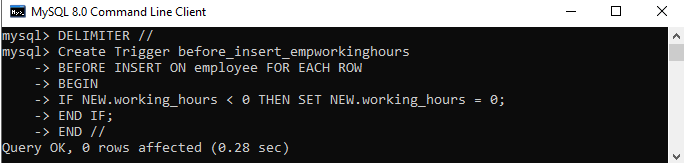 MySQL 8.0 Command Line Client
mysql> DELIMITER //
mysql> Create Trigger before_insert_empworkinghours
    -> BEFORE INSERT ON employee FOR EACH ROW
    -> BEGIN
    -> IF NEW.working_hours < 0 THEN SET NEW.working_hours = 0;
    -> END IF;
    -> END //
Query OK, 0 rows affected (0.28 sec)